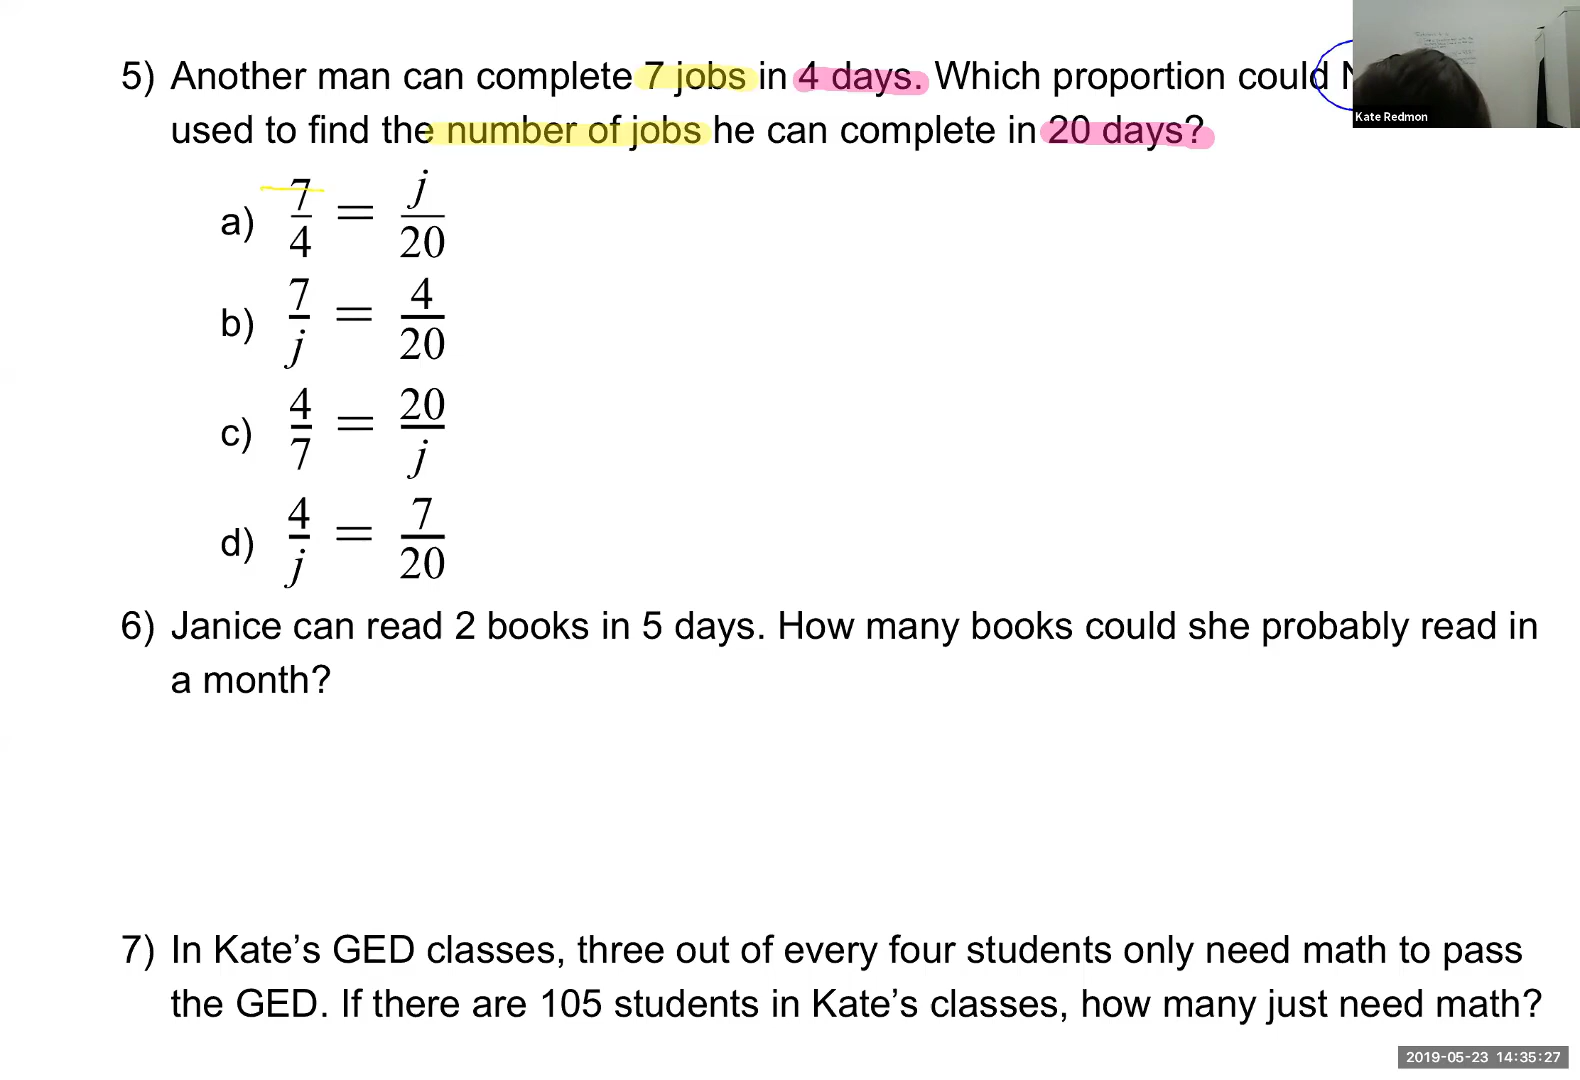 5) Another man can complete 7 jobs in 4 days. Which proportion could
Kate Redmon
used to find the number of jobs he can complete in 20 days?
a) 7/4 = j/20
b) 7/j = 4/20
c) 4/7 = 20/j
d) 4/j = 7/20
6) Janice can read 2 books in 5 days. How many books could she probably read in
a month?
7) In Kate’s GED classes, three out of every four students only need math to pass
the GED. If there are 105 students in Kate’s classes, how many just need math?
2019-05-23 14:35:27